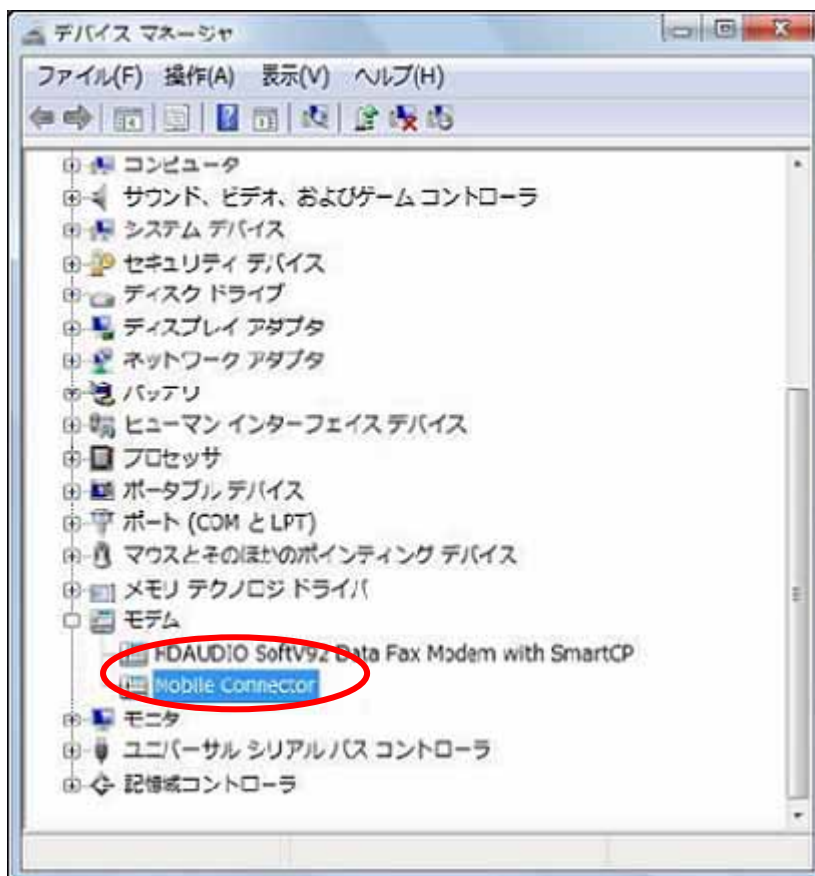 デバイス マネージャ
ファイル(F) 操作(A) 表示(V) ヘルプ(H)
コンピュータ
サウンド、ビデオ、およびゲーム コントローラ
システム デバイス
セキュリティ デバイス
ディスク ドライブ
ディスプレイ アダプタ
ネットワーク アダプタ
バッテリ
ヒューマン インターフェイス デバイス
プロセッサ
ポータブル デバイス
ポート (COM と LPT)
マウスとそのほかのポインティング デバイス
メモリ テクノロジ ドライバ
モデム
HDAUDIO SoftV92 Data Fax Modem with SmartCP
Mobile Connector
モニタ
ユニバーサル シリアル バス コントローラ
記憶域コントローラ